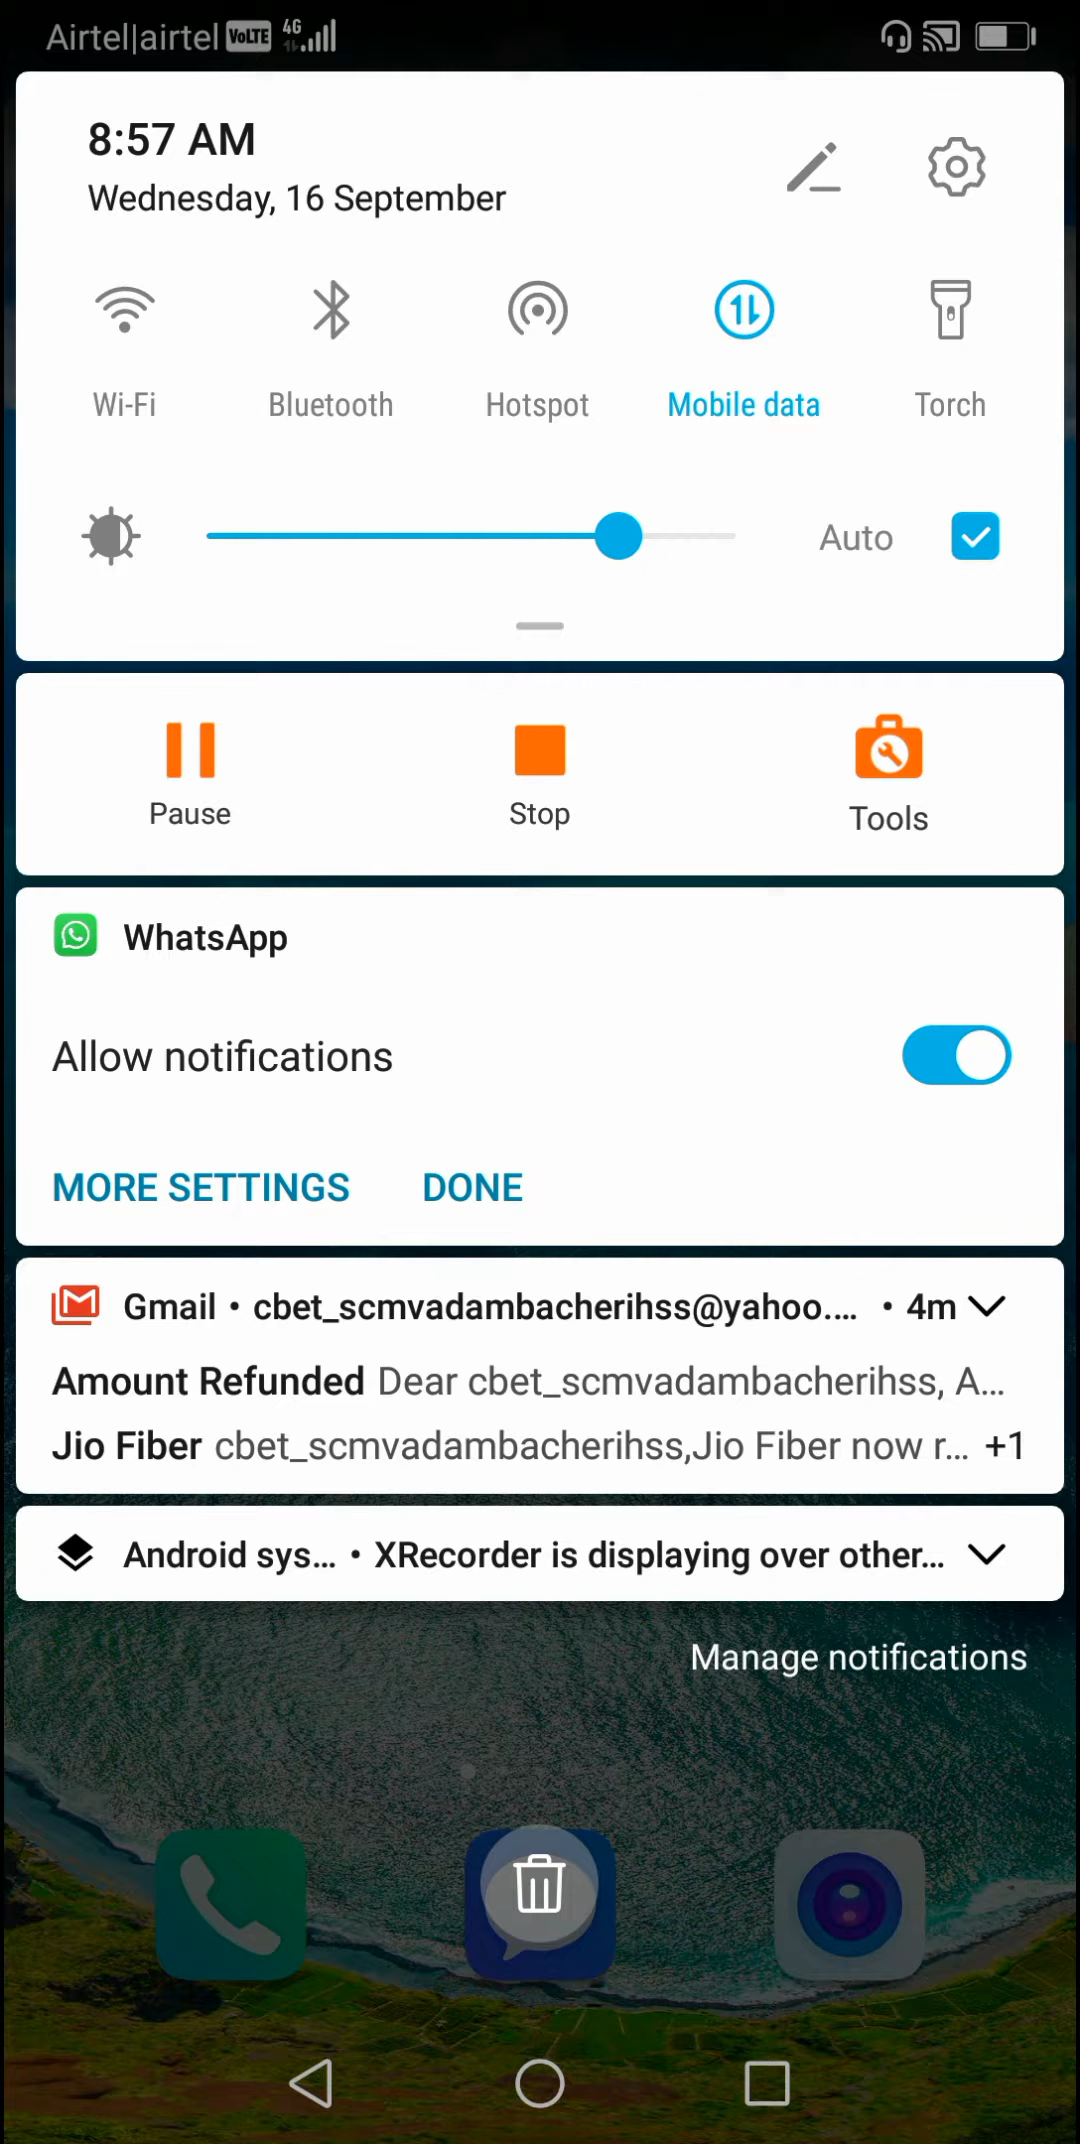 Airtel|airtel VoLTE 4G
8:57 AM
Wednesday, 16 September
Wi-Fi Bluetooth Hotspot Mobile data Torch
Auto
Pause Stop Tools
WhatsApp
Allow notifications
MORE SETTINGS DONE
Gmail • cbet_scmvadambacherihss@yahoo.... • 4m
Amount Refunded Dear cbet_scmvadambacherihss, A...
Jio Fiber cbet_scmvadambacherihss,Jio Fiber now r... +1
Android sys... • XRecorder is displaying over other...
Manage notifications